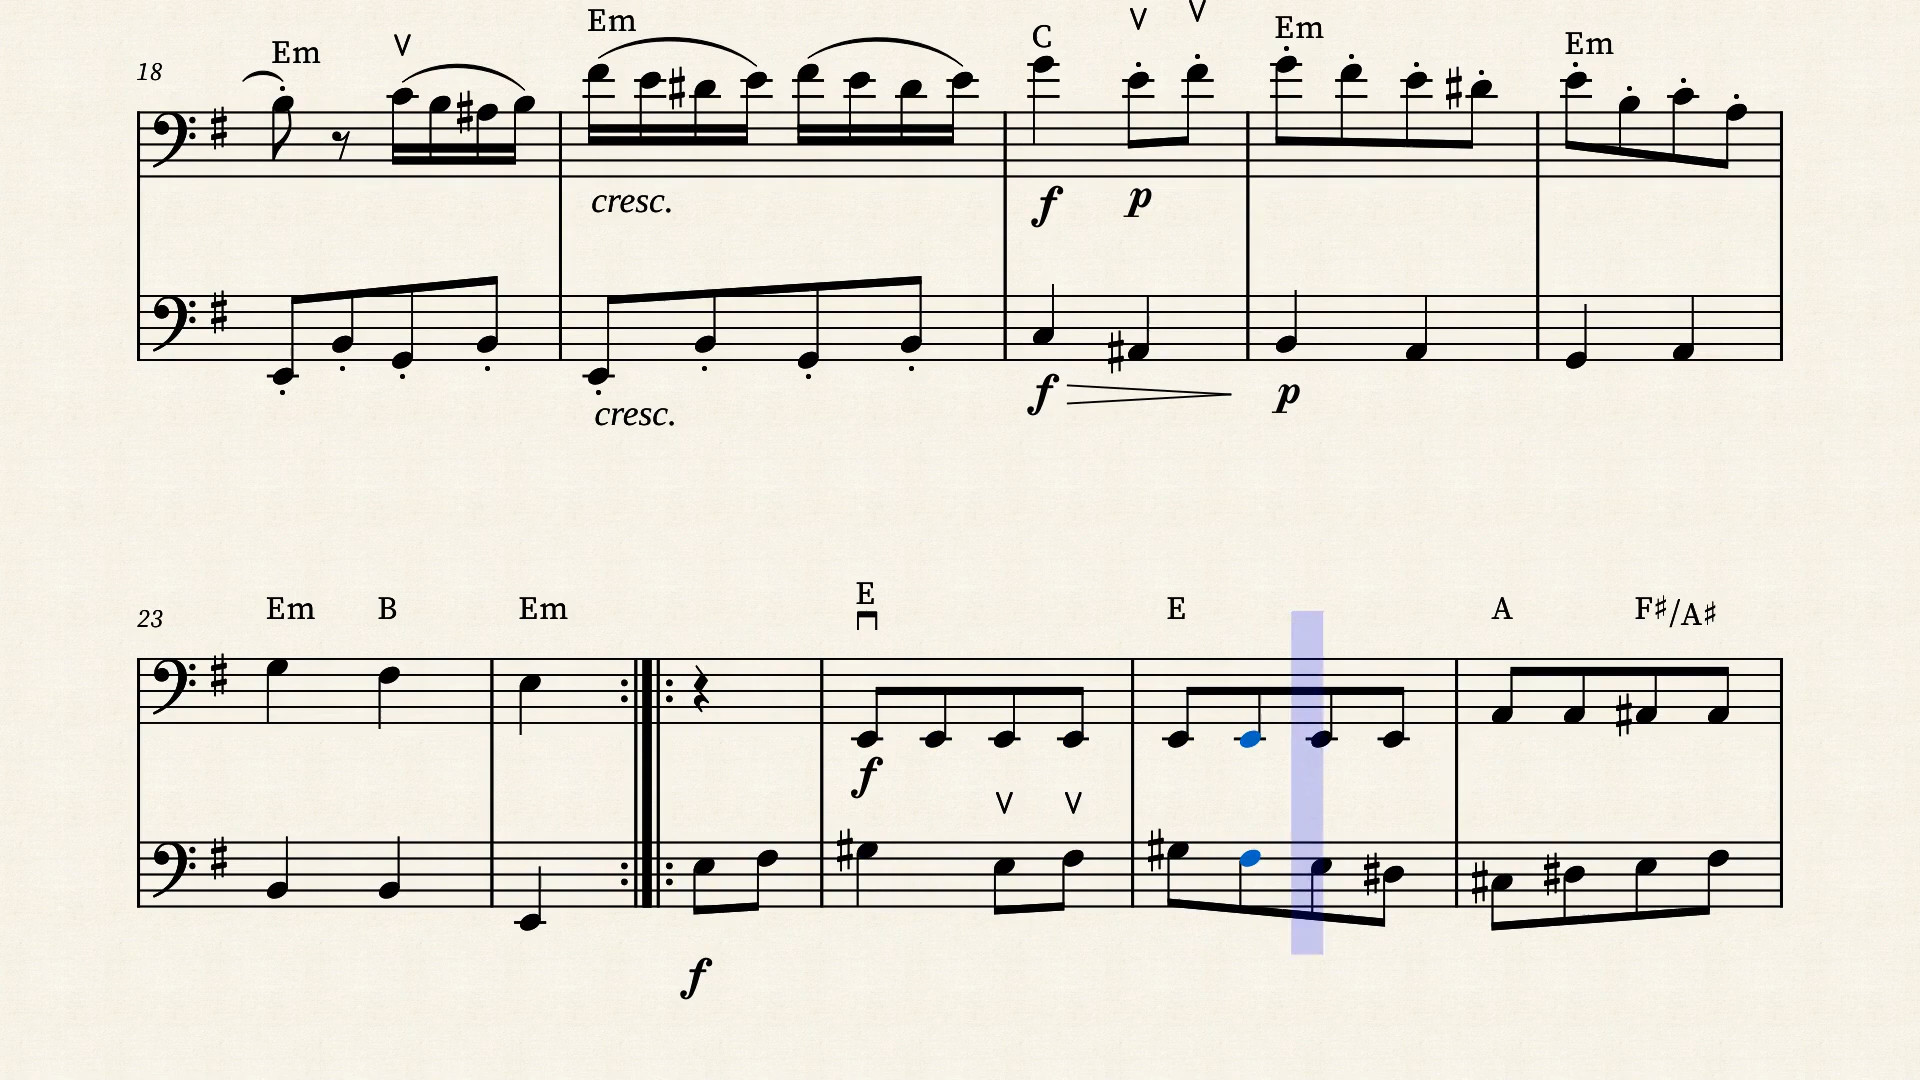 Em Em C Em Em
18
cresc. f p
f p
cresc.
E
Em B Em E A F♯/A♯
23
f
f